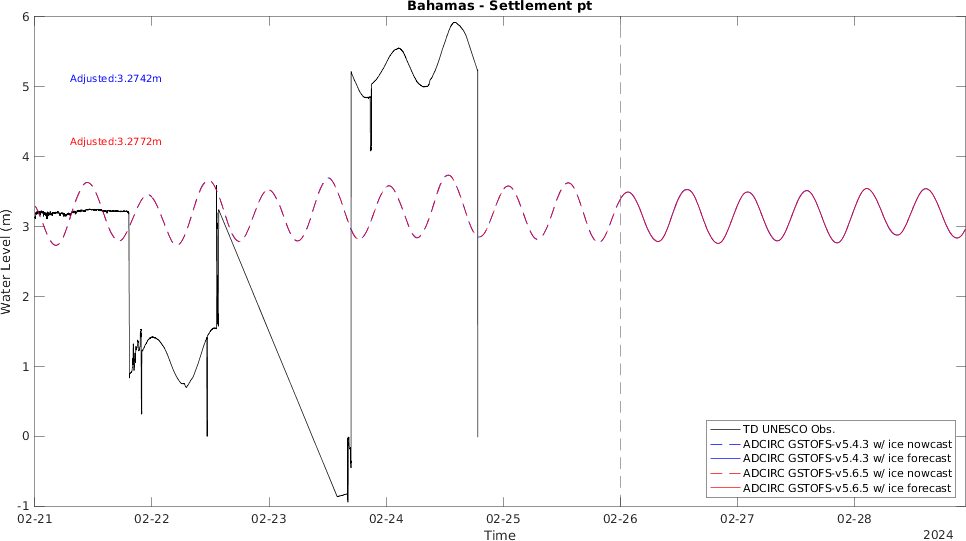 Bahamas - Settlement pt
6
5
4
3
2
1
0
-1
Water Level (m)
Adjusted:3.2742m
Adjusted:3.2772m
TD UNESCO Obs.
ADCIRC GSTOFS-v5.4.3 w/ ice nowcast
ADCIRC GSTOFS-v5.4.3 w/ ice forecast
ADCIRC GSTOFS-v5.6.5 w/ ice nowcast
ADCIRC GSTOFS-v5.6.5 w/ ice forecast
02-21 02-22 02-23 02-24 02-25 02-26 02-27 02-28
Time
2024